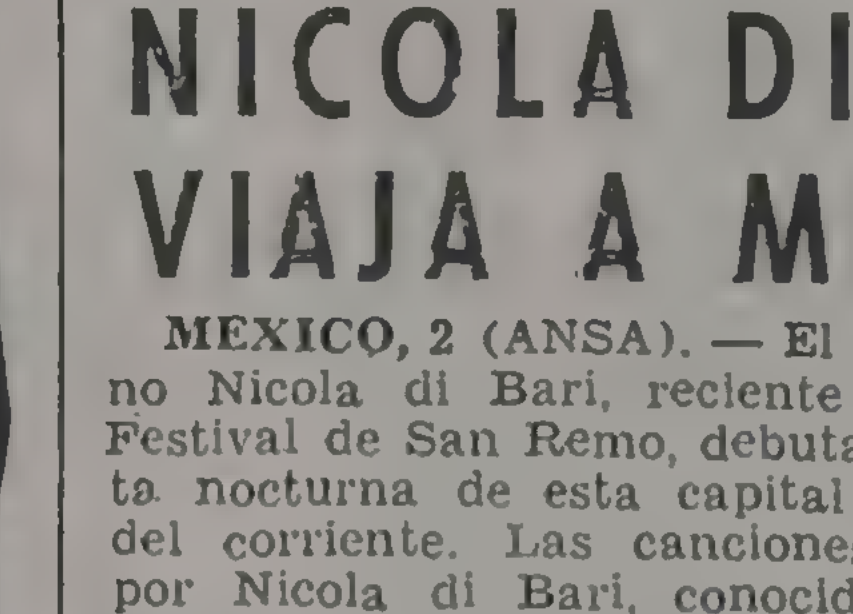 NICOLA DI
VIAJA A M
MEXICO, 2 (ANSA). — El
no Nicola di Bari, reciente
Festival de San Remo, debuta
ta nocturna de esta capital
del corriente. Las cancione
por Nicola di Bari, conocid